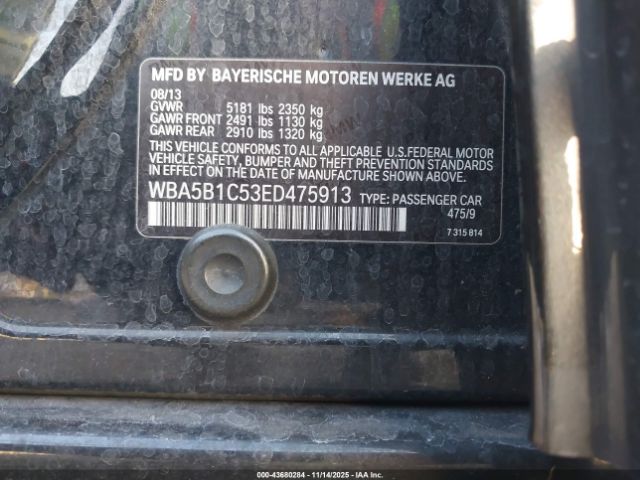 MFD BY BAYERISCHE MOTOREN WERKE AG
08/13
GVWR 5181 lbs 2350 kg
GAWR FRONT 2491 lbs 1130 kg
GAWR REAR 2910 lbs 1320 kg
THIS VEHICLE CONFORMS TO ALL APPLICABLE U.S.FEDERAL MOTOR
VEHICLE SAFETY, BUMPER AND THEFT PREVENTION STANDARDS
IN EFFECT ON THE DATE OF MANUFACTURE SHOWN ABOVE.
WBA5B1C53ED475913 TYPE: PASSENGER CAR
475/9
7 315 814
000-43680284 - 11/14/2025 - IAAI.COM